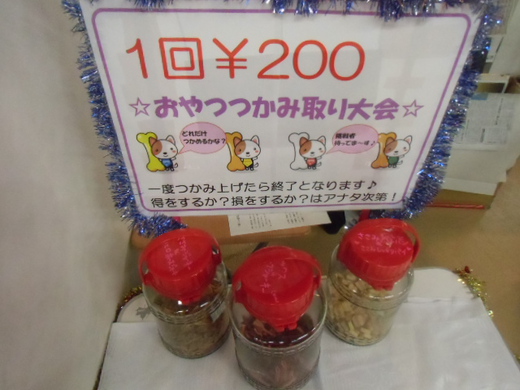 1回￥200
☆おやつつかみ取り大会☆
どれだけ
つかめるかな?
挑戦者
待ってまーす♪
一度つかみ上げたら終了となります♪
得をするか?損をするか?はアナタ次第!